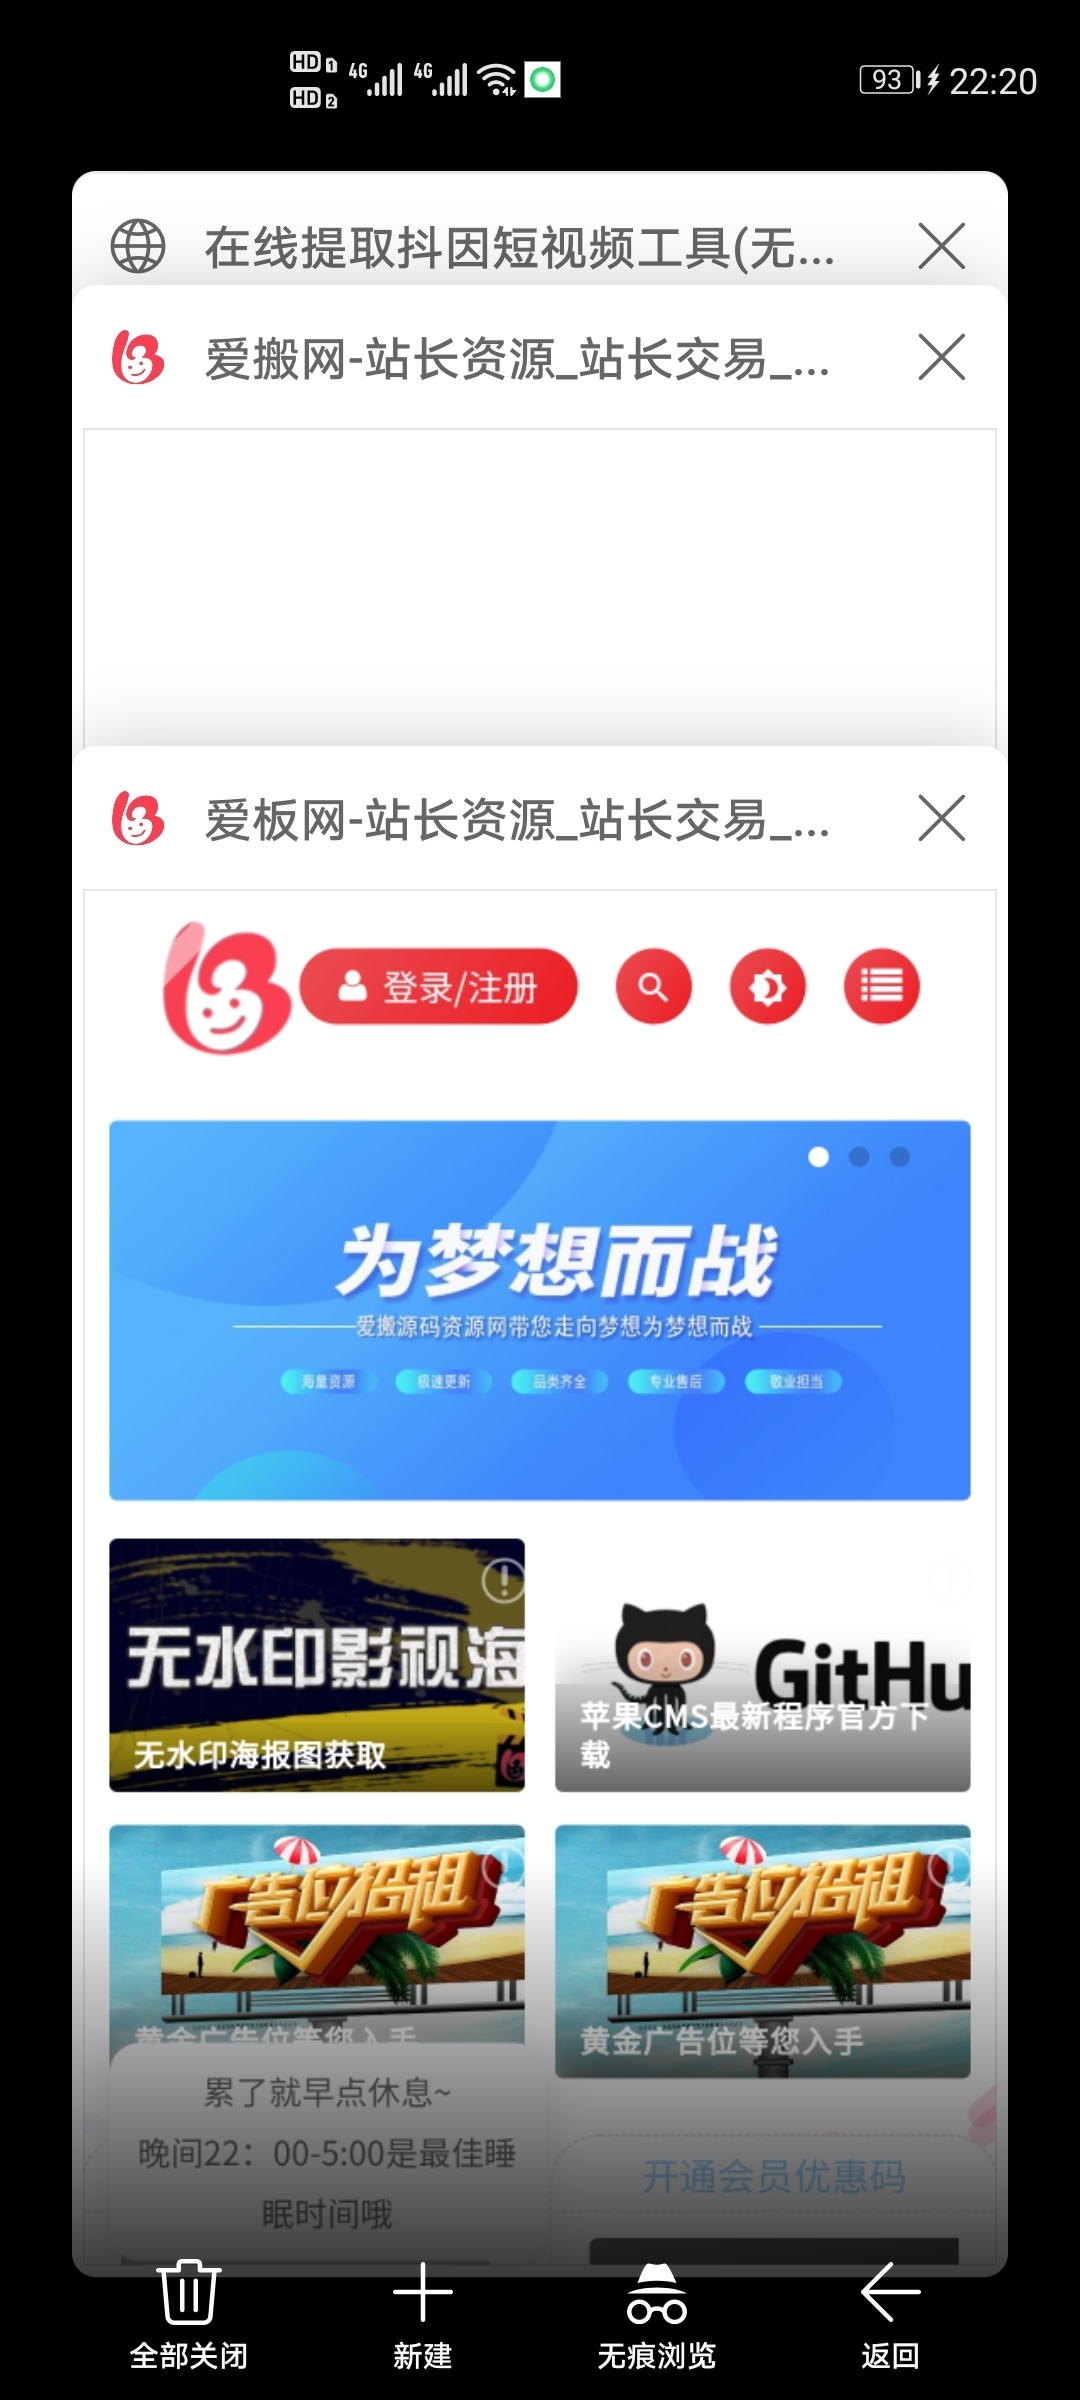 HD 1 4G 4G 93 22:20
HD 2
在线提取抖因短视频工具(无...
爱搬网-站长资源_站长交易_...
爱板网-站长资源_站长交易_...
登录/注册
为梦想而战
爱搬源码资源网带您走向梦想为梦想而战
海量资源 极速更新 品类齐全 专业售后 敬业担当
无水印影视海
无水印海报图获取
GitHu
苹果CMS最新程序官方下
载
广告位招租
黄金广告位等您入手
广告位招租
黄金广告位等您入手
累了就早点休息~
晚间22：00-5:00是最佳睡
眠时间哦
开通会员优惠码
全部关闭 新建 无痕浏览 返回